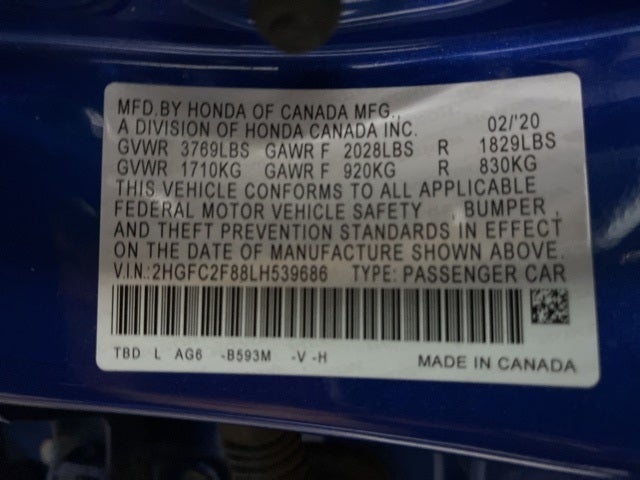 MFD.BY HONDA OF CANADA MFG.,
A DIVISION OF HONDA CANADA INC. 02/'20
GVWR 3769LBS GAWR F 2028LBS R 1829LBS
GVWR 1710KG GAWR F 920KG R 830KG
THIS VEHICLE CONFORMS TO ALL APPLICABLE
FEDERAL MOTOR VEHICLE SAFETY , BUMPER ,
AND THEFT PREVENTION STANDARDS IN EFFECT
ON THE DATE OF MANUFACTURE SHOWN ABOVE.
V.I.N.:2HGFC2F88LH539686 TYPE: PASSENGER CAR
TBD L AG6 -B593M -V -H MADE IN CANADA